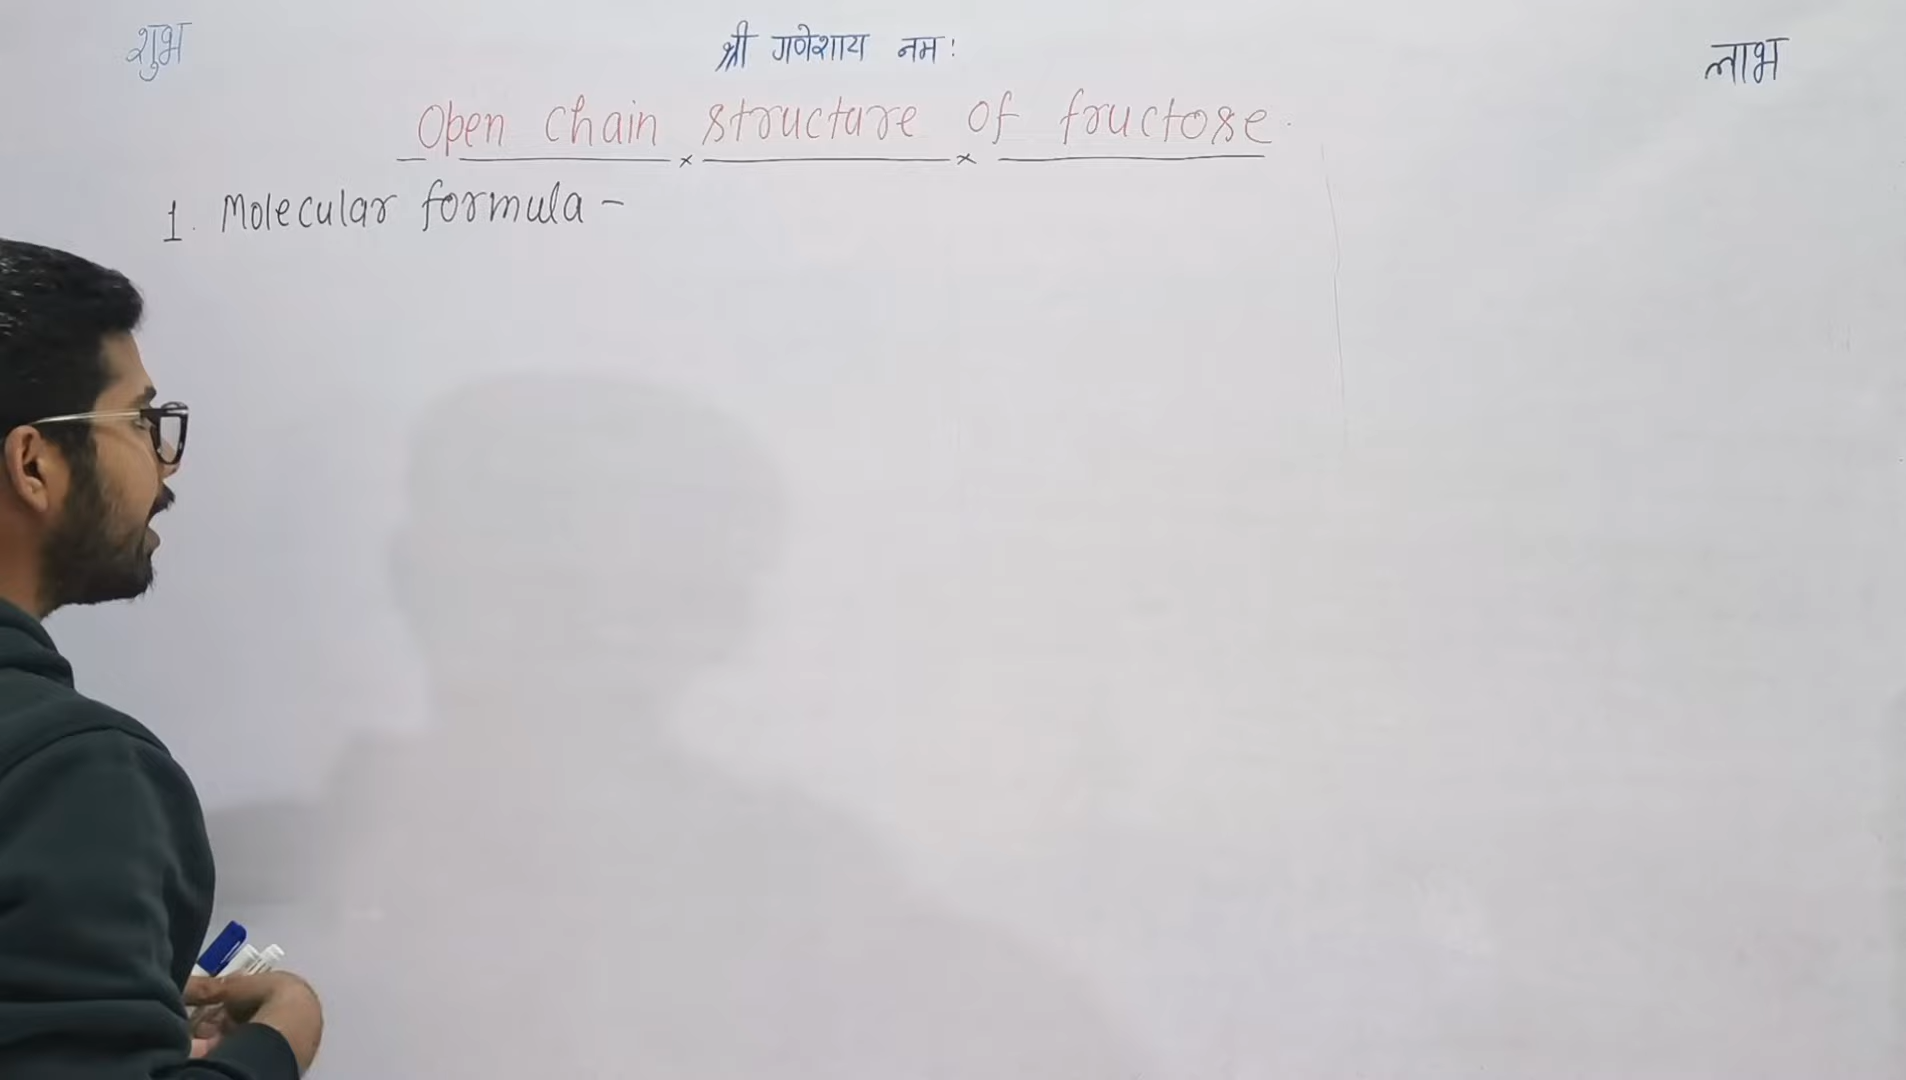 शुभ श्री गणेशाय नमः लाभ
Open chain structure of fructose.
1. Molecular formula -